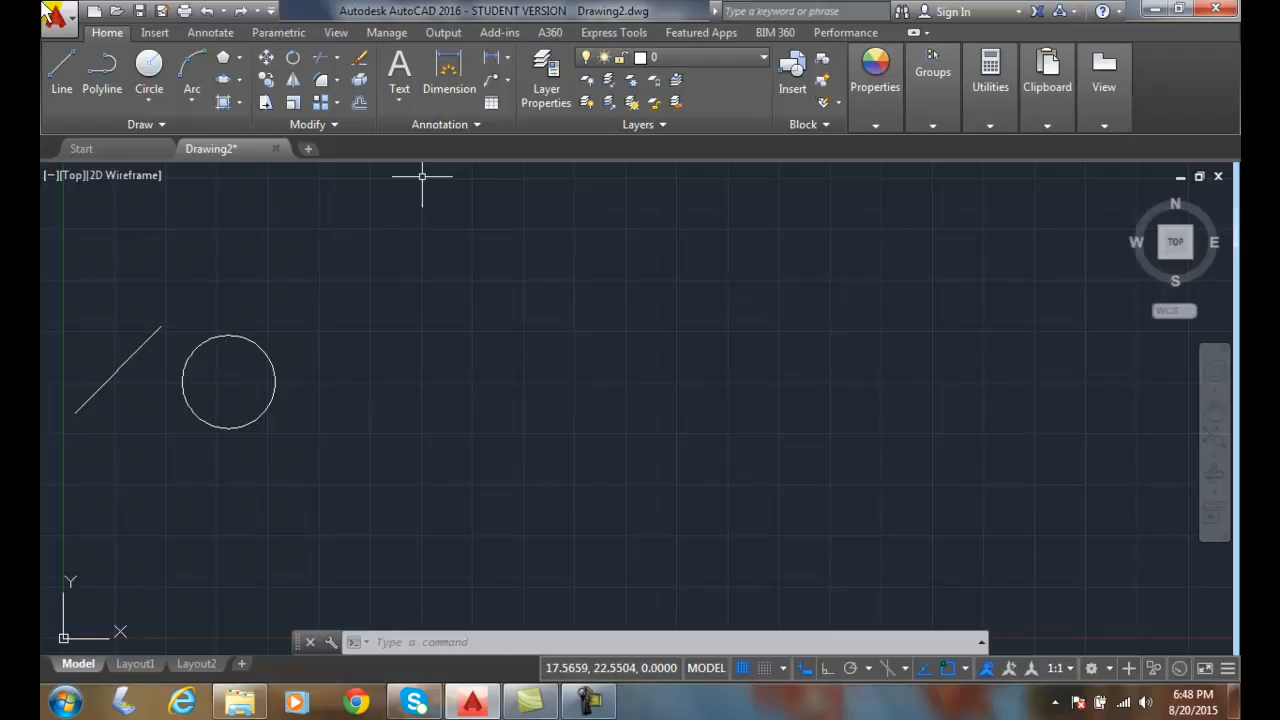 Autodesk AutoCAD 2016 - STUDENT VERSION Drawing2.dwg
Type a keyword or phrase
Sign In
Home Insert Annotate Parametric View Manage Output Add-ins A360 Express Tools Featured Apps BIM 360 Performance
0
Line Polyline Circle Arc
Text Dimension
Layer
Properties
Insert
Properties Groups Utilities Clipboard View
Draw Modify Annotation Layers Block
Start Drawing2*
[−][Top][2D Wireframe]
N
W TOP E
S
WCS
Y
X
Type a command
Model Layout1 Layout2 +
17.5659, 22.5504, 0.0000 MODEL 1:1
6:48 PM
8/20/2015